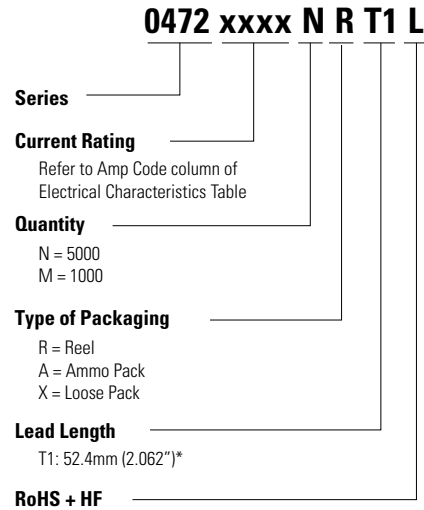 0472 xxxx N R T1 L
Series
Current Rating
Refer to Amp Code column of
Electrical Characteristics Table
Quantity
N = 5000
M = 1000
Type of Packaging
R = Reel
A = Ammo Pack
X = Loose Pack
Lead Length
T1: 52.4mm (2.062″)*
RoHS + HF